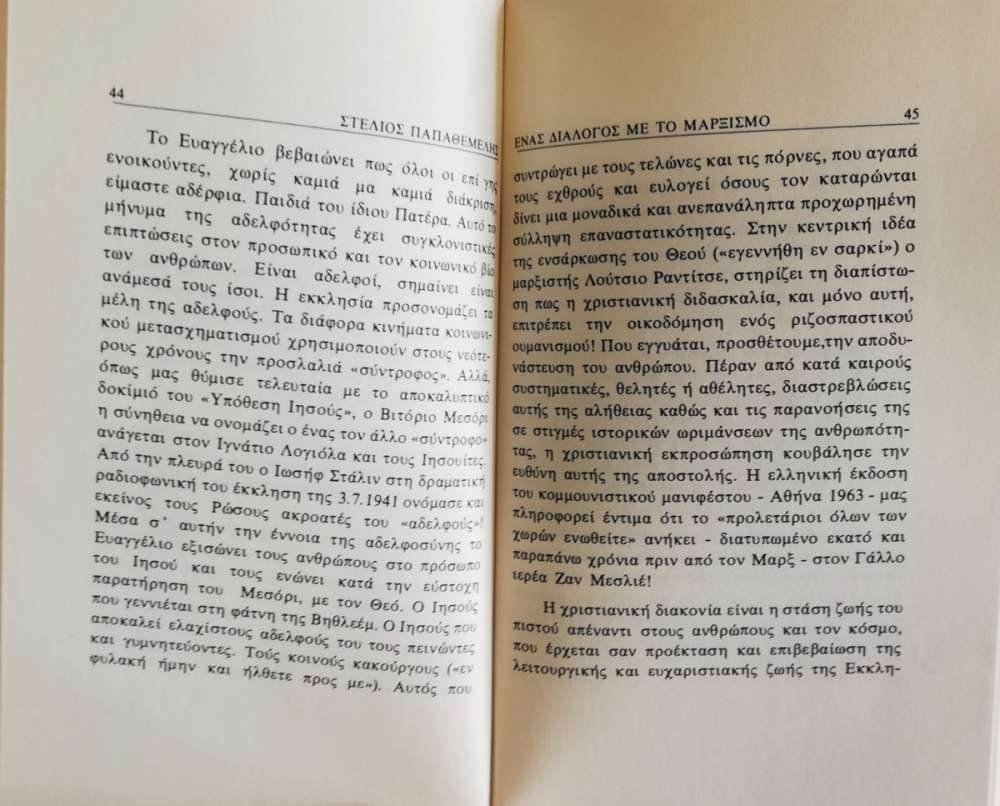 44
ΣΤΕΛΙΟΣ ΠΑΠΑΘΕΜΕΛΗΣ
Το Ευαγγέλιο βεβαιώνει πως όλοι οι επί γης
ενοικούντες, χωρίς καμιά μα καμιά διάκριση,
είμαστε αδέρφια. Παιδιά του ίδιου Πατέρα. Αυτό το
μήνυμα της αδελφότητας έχει συγκλονιστικές
επιπτώσεις στον προσωπικό και τον κοινωνικό βίο
των ανθρώπων. Είναι αδελφοί, σημαίνει είναι
ανάμεσά τους ίσοι. Η εκκλησία προσονομάζει τα
μέλη της αδελφούς. Τα διάφορα κινήματα κοινωνι-
κού μετασχηματισμού χρησιμοποιούν στους νεότε-
ρους χρόνους την προσλαλιά «σύντροφος». Αλλά,
όπως μας θύμισε τελευταία με το αποκαλυπτικό
δοκίμιό του «Υπόθεση Ιησούς», ο Βιτόριο Μεσόρι
η σύνηθεια να ονομάζει ο ένας τον άλλο «σύντροφο»
ανάγεται στον Ιγνάτιο Λογιόλα και τους Ιησουίτες.
Από την πλευρά του ο Ιωσήφ Στάλιν στη δραματική
ραδιοφωνική του έκκληση της 3.7.1941 ονόμασε και
εκείνος τους Ρώσους ακροατές του «αδελφούς»!
Μέσα σ' αυτήν την έννοια της αδελφοσύνης το
Ευαγγέλιο εξισώνει τους ανθρώπους στο πρόσωπο
του Ιησού και τους ενώνει κατά την εύστοχη
παρατήρηση του Μεσόρι, με τον Θεό. Ο Ιησούς
που γεννιέται στη φάτνη της Βηθλεέμ. Ο Ιησούς που
αποκαλεί ελαχίστους αδελφούς του τους πεινώντες
και γυμνητεύοντες. Τούς κοινούς κακούργους («εν
φυλακή ήμην και ήλθετε προς με»). Αυτός που
ΕΝΑΣ ΔΙΑΛΟΓΟΣ ΜΕ ΤΟ ΜΑΡΞΙΣΜΟ
45
συντρώγει με τους τελώνες και τις πόρνες, που αγαπά
τους εχθρούς και ευλογεί όσους τον καταρώνται
δίνει μια μοναδικά και ανεπανάληπτα προχωρημένη
σύλληψη επαναστατικότητας. Στην κεντρική ιδέα
της ενσάρκωσης του Θεού («εγεννήθη εν σαρκί») ο
μαρξιστής Λούτσιο Ραντίτσε, στηρίζει τη διαπίστω-
ση πως η χριστιανική διδασκαλία, και μόνο αυτή,
επιτρέπει την οικοδόμηση ενός ριζοσπαστικού
ουμανισμού! Που εγγυάται, προσθέτουμε,την αποδυ-
νάστευση του ανθρώπου. Πέραν από κατά καιρούς
συστηματικές, θελητές ή αθέλητες, διαστρεβλώσεις
αυτής της αλήθειας καθώς και τις παρανοήσεις της
σε στιγμές ιστορικών ωριμάνσεων της ανθρωπότη-
τας, η χριστιανική εκπροσώπηση κουβάλησε την
ευθύνη αυτής της αποστολής. Η ελληνική έκδοση
του κομμουνιστικού μανιφέστου - Αθήνα 1963 - μας
πληροφορεί έντιμα ότι το «προλετάριοι όλων των
χωρών ενωθείτε» ανήκει - διατυπωμένο εκατό και
παραπάνω χρόνια πριν από τον Μαρξ - στον Γάλλο
ιερέα Ζαν Μεσλιέ!
Η χριστιανική διακονία είναι η στάση ζωής του
πιστού απέναντι στους ανθρώπους και τον κόσμο,
που έρχεται σαν προέκταση και επιβεβαίωση της
λειτουργικής και ευχαριστιακής ζωής της Εκκλη-